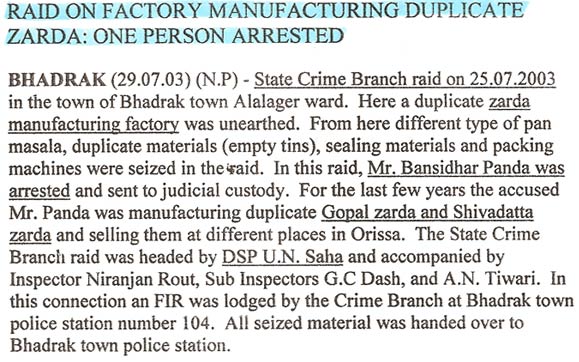 RAID ON FACTORY MANUFACTURING DUPLICATE
ZARDA: ONE PERSON ARRESTED
BHADRAK (29.07.03) (N.P) - State Crime Branch raid on 25.07.2003
in the town of Bhadrak town Alalager ward. Here a duplicate zarda
manufacturing factory was unearthed. From here different type of pan
masala, duplicate materials (empty tins), sealing materials and packing
machines were seized in the raid. In this raid, Mr. Bansidhar Panda was
arrested and sent to judicial custody. For the last few years the accused
Mr. Panda was manufacturing duplicate Gopal zarda and Shivadatta
zarda and selling them at different places in Orissa. The State Crime
Branch raid was headed by DSP U.N. Saha and accompanied by
Inspector Niranjan Rout, Sub Inspectors G.C Dash, and A.N. Tiwari. In
this connection an FIR was lodged by the Crime Branch at Bhadrak town
police station number 104. All seized material was handed over to
Bhadrak town police station.